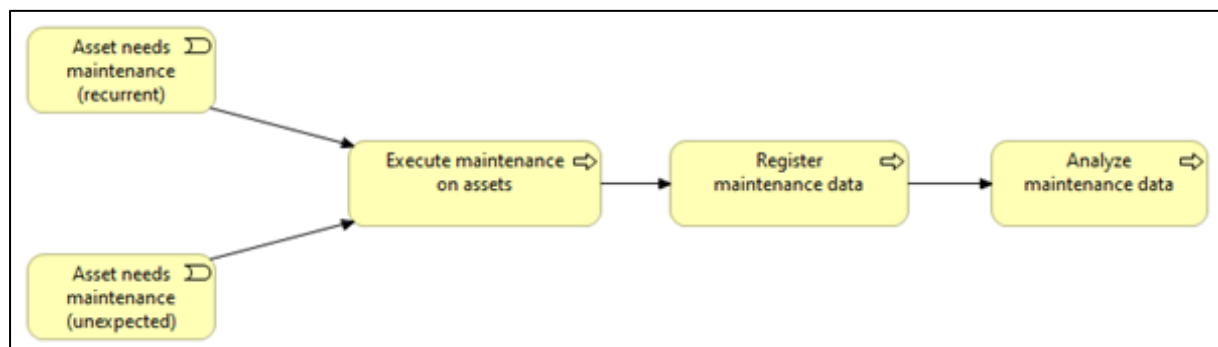 Asset needs
maintenance
(recurrent)
Execute maintenance
on assets
Register
maintenance data
Analyze
maintenance data
Asset needs
maintenance
(unexpected)